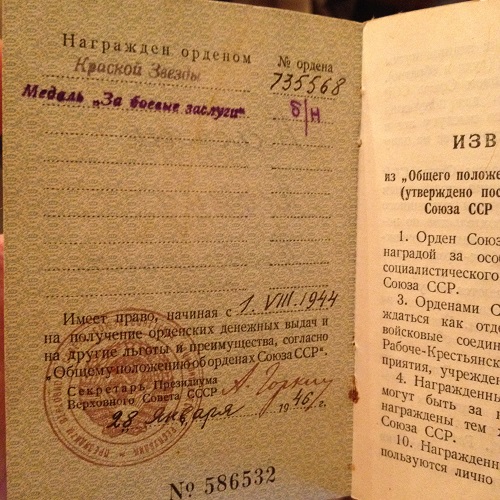 Награжден орденом
№ ордена
Красной Звезды
735568
Медаль „За боевые заслуги"
б/н
Имеет право, начиная с 1. VIII. 1944
на получение орденских денежных выдач и
на другие льготы и преимущества, согласно
„Общему положению об орденах Союза ССР".
Секретарь Президиума
Верховного Совета СССР
А. Горкин
28 января 1946 г.
№ 586532
ИЗВ
из „Общего положе
(утверждено пос
Союза ССР
1. Орден Союз
наградой за осо
социалистического
Союза ССР.
3. Орденами С
ждаться как отде
войсковые соедин
Рабоче-Крестьянск
приятия, учрежде
4. Награжденны
могут быть за
награждены тем
Союза ССР.
10. Награжден
пользуются лично